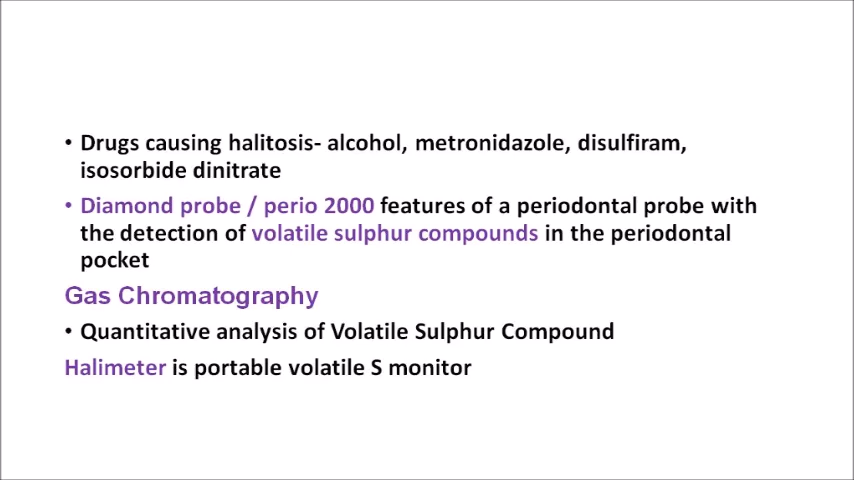 • Drugs causing halitosis- alcohol, metronidazole, disulfiram,
isosorbide dinitrate
• Diamond probe / perio 2000 features of a periodontal probe with
the detection of volatile sulphur compounds in the periodontal
pocket
Gas Chromatography
• Quantitative analysis of Volatile Sulphur Compound
Halimeter is portable volatile S monitor